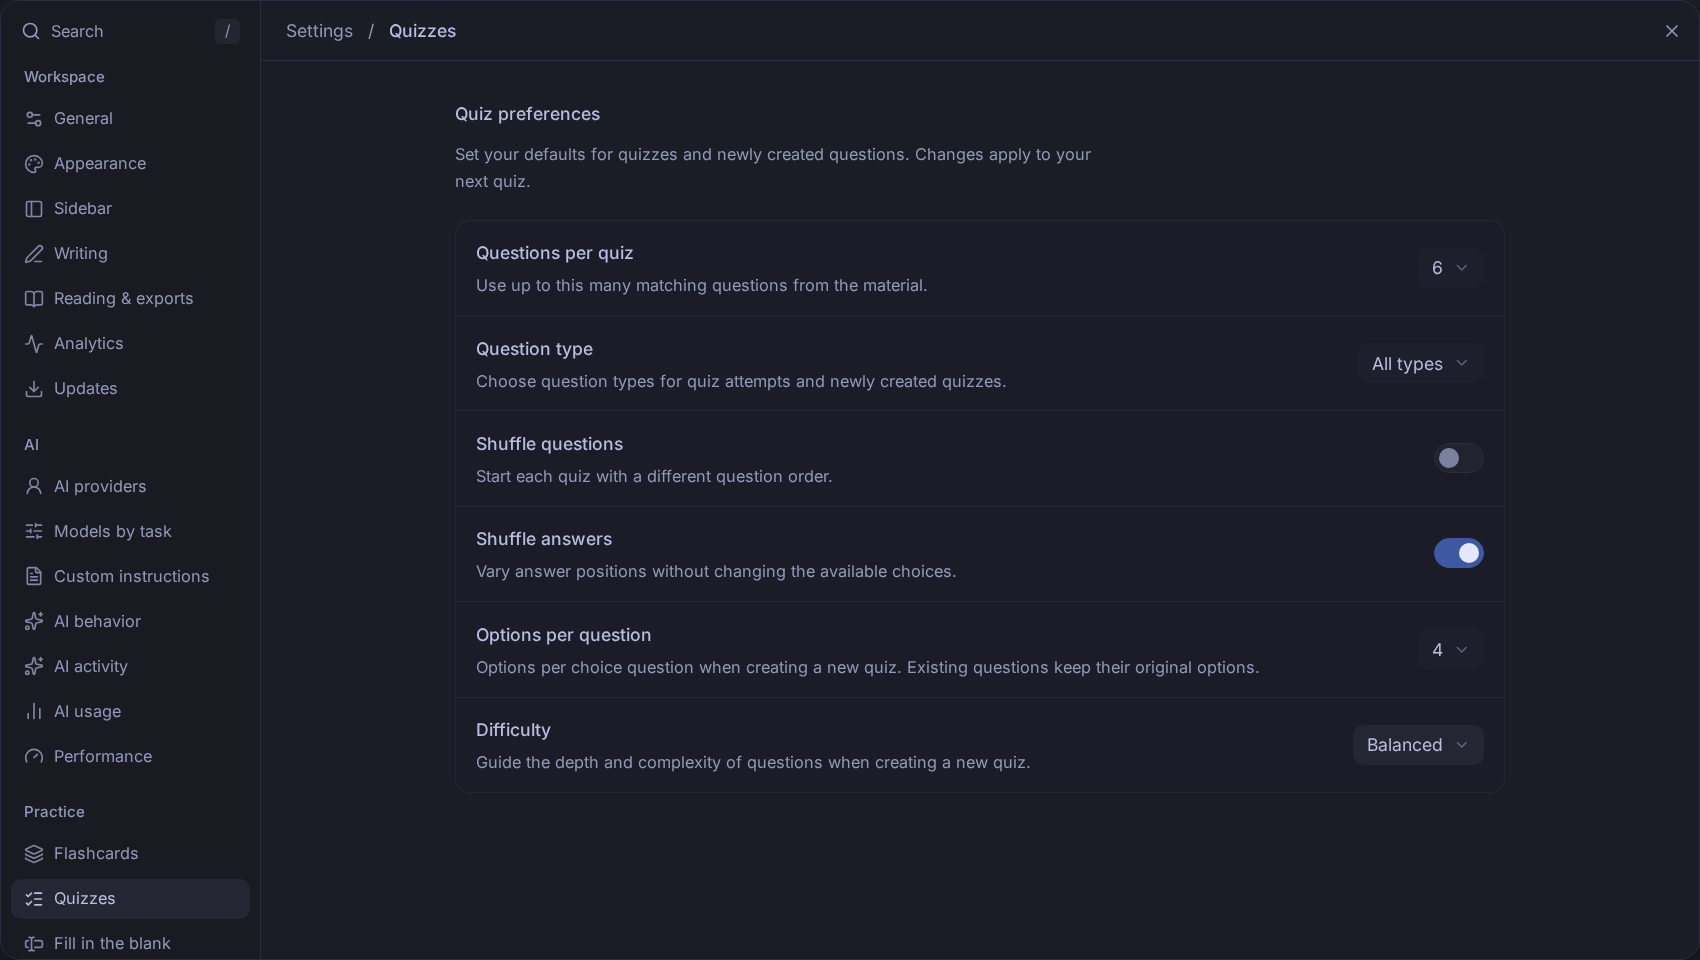 Search /
Workspace
General
Appearance
Sidebar
Writing
Reading & exports
Analytics
Updates
AI
AI providers
Models by task
Custom instructions
AI behavior
AI activity
AI usage
Performance
Practice
Flashcards
Quizzes
Fill in the blank
Settings / Quizzes
Quiz preferences
Set your defaults for quizzes and newly created questions. Changes apply to your
next quiz.
Questions per quiz
Use up to this many matching questions from the material.
6
Question type
Choose question types for quiz attempts and newly created quizzes.
All types
Shuffle questions
Start each quiz with a different question order.
Shuffle answers
Vary answer positions without changing the available choices.
Options per question
Options per choice question when creating a new quiz. Existing questions keep their original options.
4
Difficulty
Guide the depth and complexity of questions when creating a new quiz.
Balanced